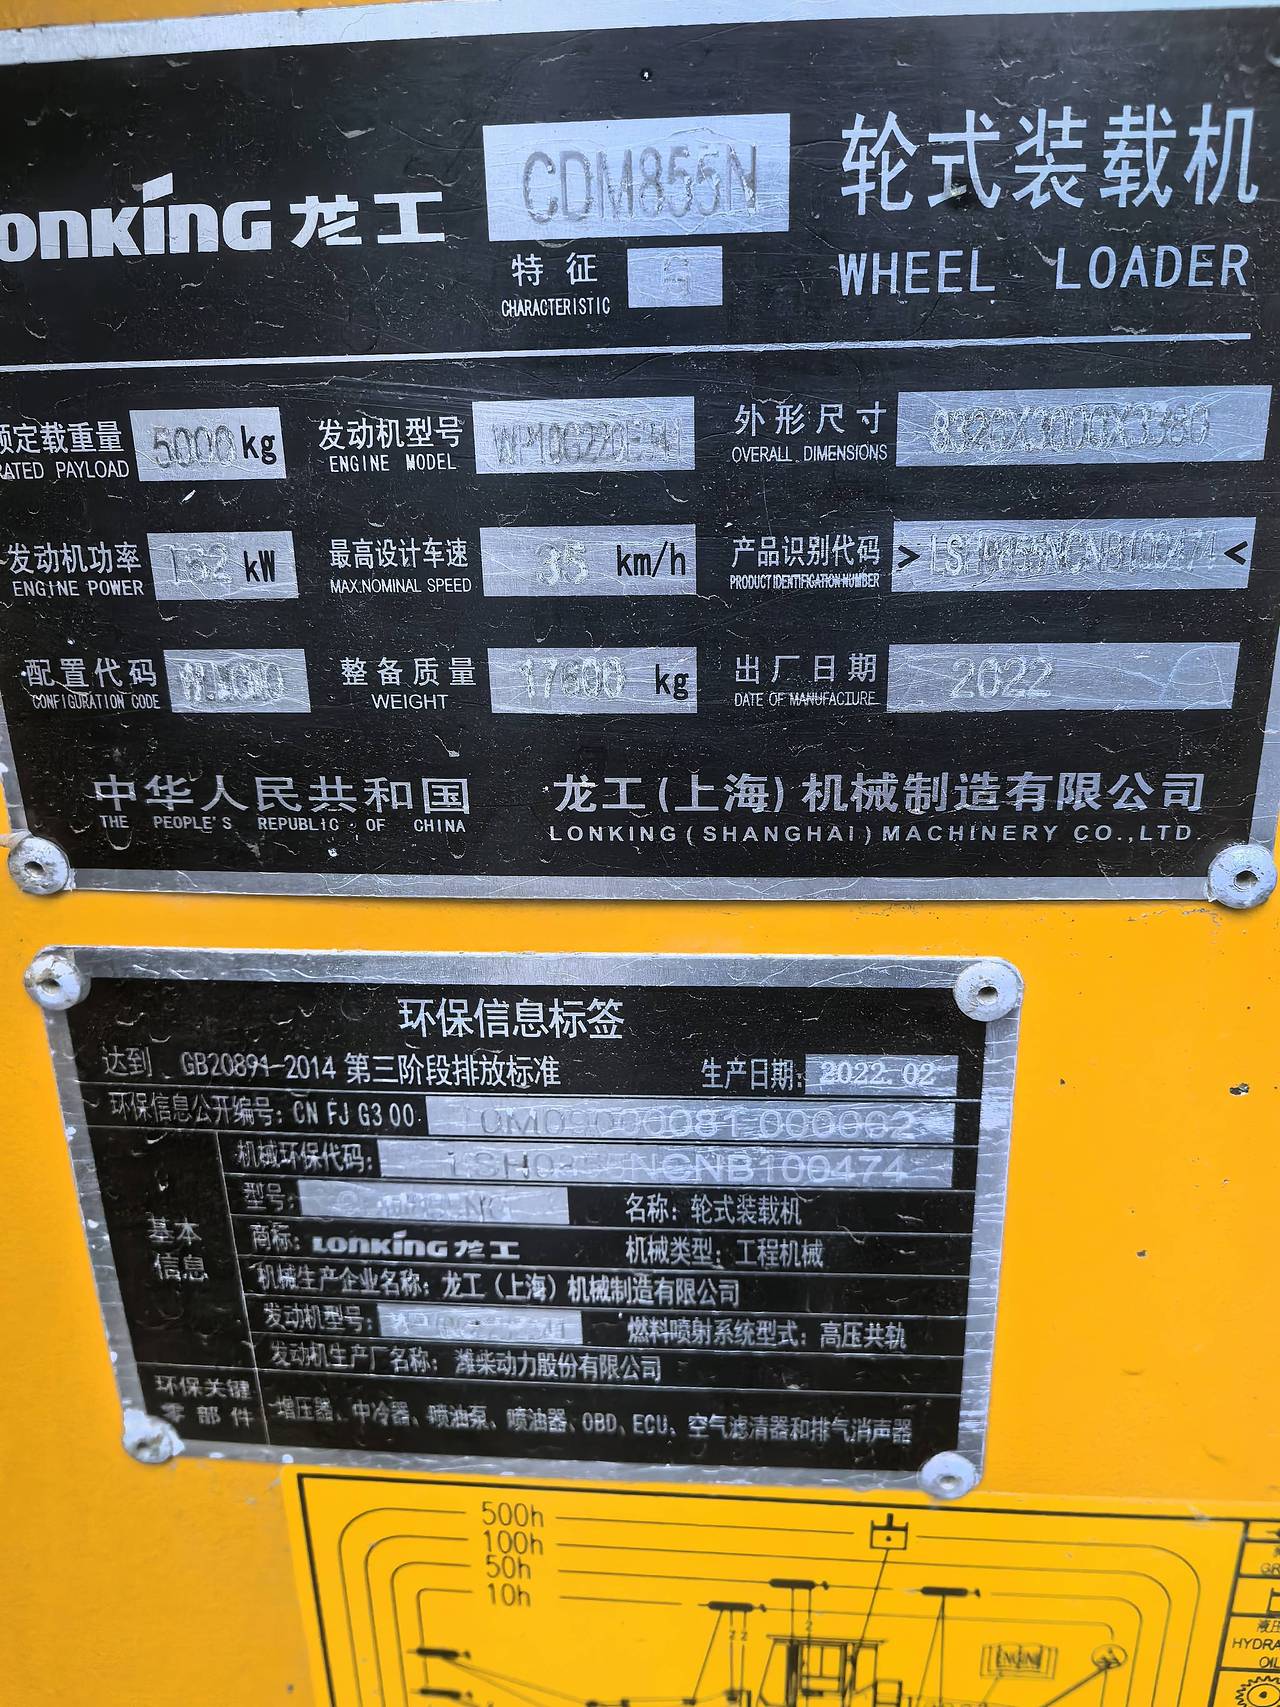 LONKING 龙工 CDM855N 轮式装载机
特征 CHARACTERISTIC WHEEL LOADER
额定载重量 5000 kg 发动机型号 外形尺寸
RATED PAYLOAD ENGINE MODEL OVERALL DIMENSIONS
发动机功率 162 kW 最高设计车速 35 km/h 产品识别代码 > <
ENGINE POWER MAX.NOMINAL SPEED PRODUCT IDENTIFICATION NUMBER
配置代码 整备质量 17600 kg 出厂日期 2022
CONFIGURATION CODE WEIGHT DATE OF MANUFACTURE
中华人民共和国 龙工(上海)机械制造有限公司
THE PEOPLE'S REPUBLIC OF CHINA LONKING(SHANGHAI)MACHINERY CO.,LTD.
环保信息标签
达到 GB20891-2014 第三阶段排放标准 生产日期: 2022.02
环保信息公开编号: CN FJ G3 00
机械环保代码:
基本信息
型号: 名称: 轮式装载机
商标: LONKING 龙工 机械类型: 工程机械
机械生产企业名称: 龙工(上海)机械制造有限公司
发动机型号: 燃料喷射系统型式: 高压共轨
发动机生产厂名称: 潍柴动力股份有限公司
环保关键零部件 增压器、中冷器、喷油泵、喷油器、OBD、ECU、空气滤清器和排气消声器
500h
100h
50h
10h
ENGINE